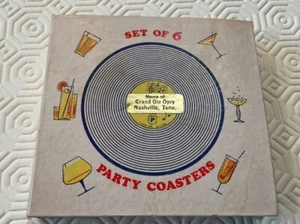 SET OF 6
Home of
Grand Ole Opry
Nashville, Tenn.
PARTY COASTERS